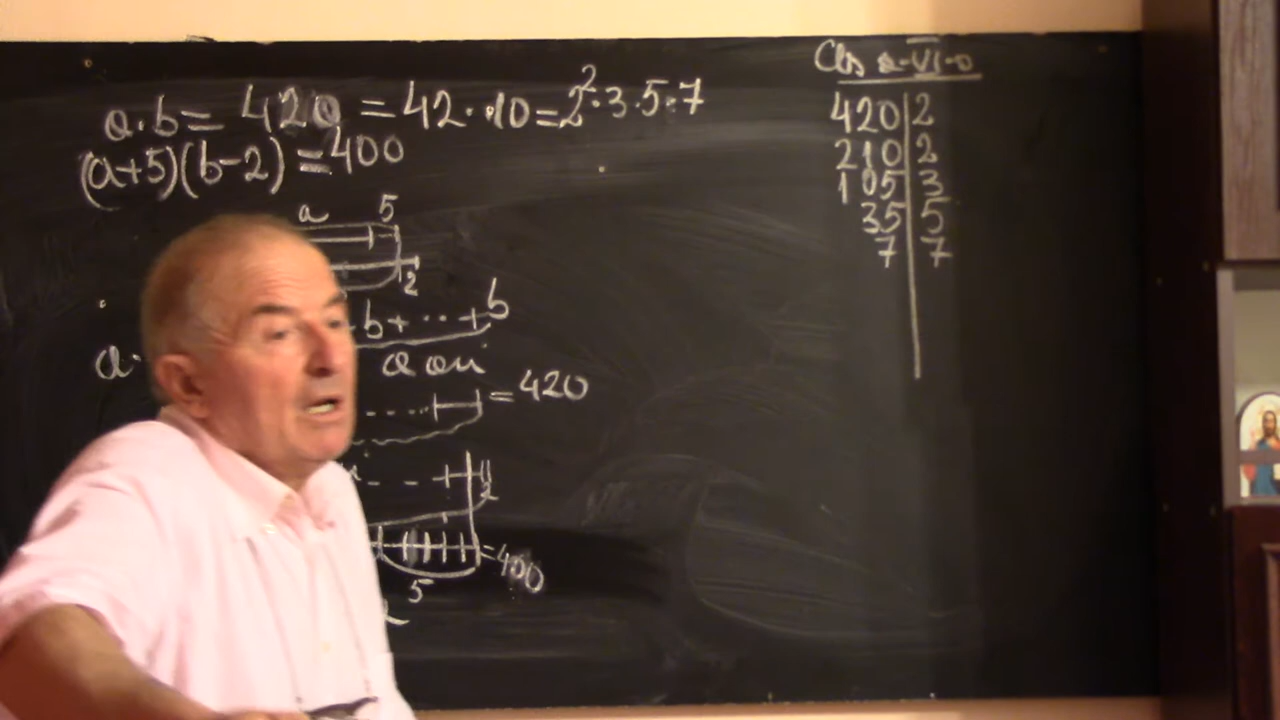 a·b= 420 = 42·10=2²·3·5·7
(a+5)(b-2)=400
a 5
2
b+ ··· +b
a· a ori
---- = 420
--- 2
=400
5
Cls a-VI-a
420|2
210|2
105|3
35|5
7|7